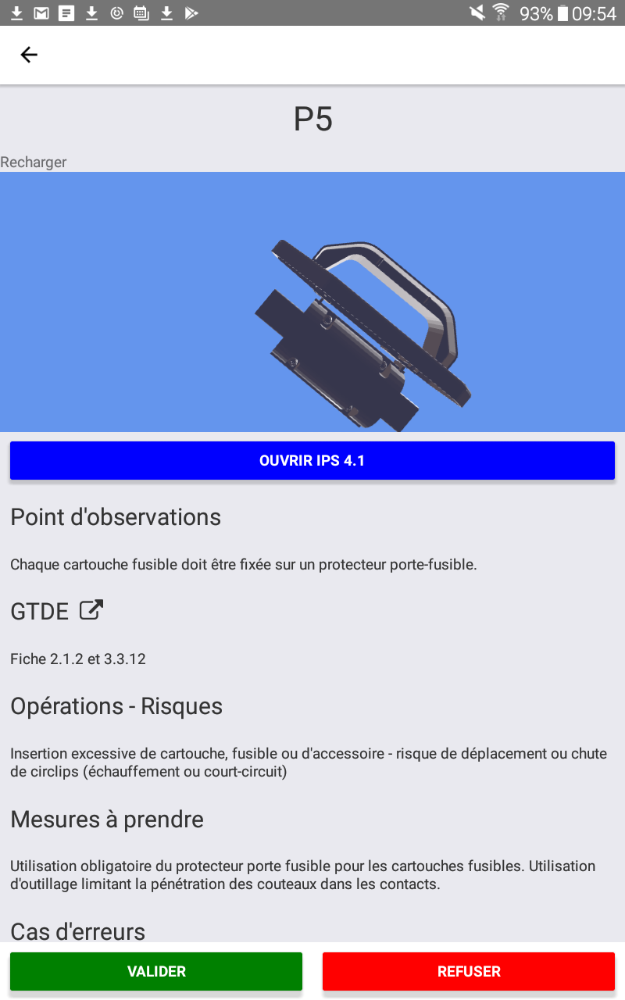 93% 09:54
P5
Recharger
OUVRIR IPS 4.1
Point d'observations
Chaque cartouche fusible doit être fixée sur un protecteur porte-fusible.
GTDE
Fiche 2.1.2 et 3.3.12
Opérations - Risques
Insertion excessive de cartouche, fusible ou d'accessoire - risque de déplacement ou chute
de circlips (échauffement ou court-circuit)
Mesures à prendre
Utilisation obligatoire du protecteur porte fusible pour les cartouches fusibles. Utilisation
d'outillage limitant la pénétration des couteaux dans les contacts.
Cas d'erreurs
VALIDER REFUSER